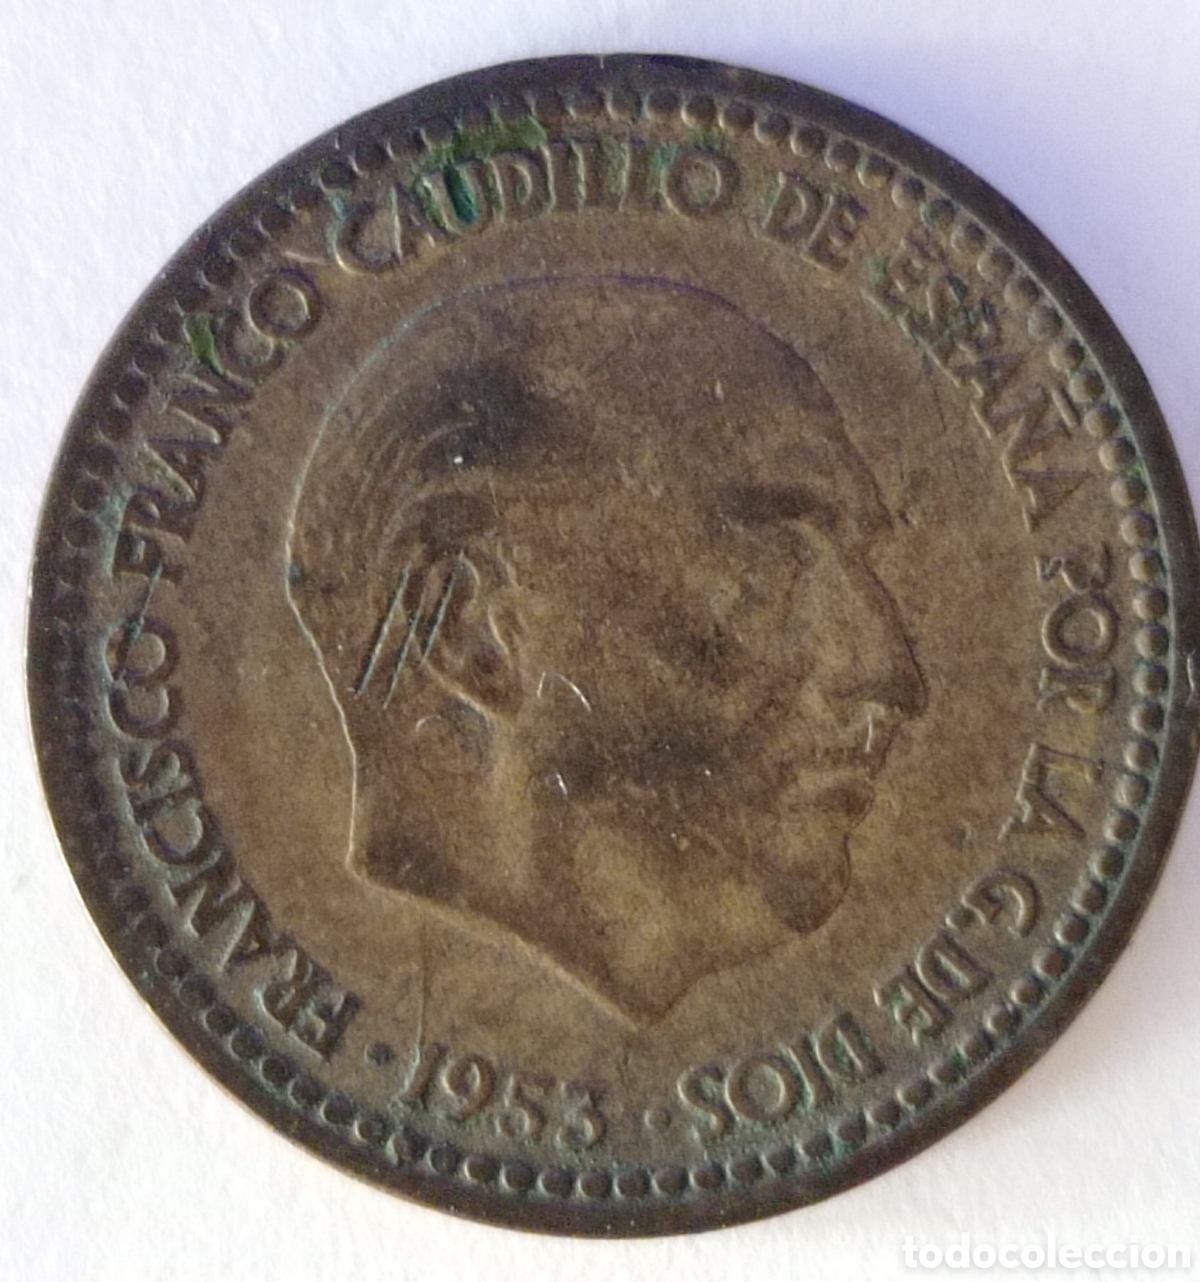 FRANCISCO FRANCO CAUDILLO DE ESPAÑA POR LA G.DE DIOS
· 1953 ·
todocoleccion